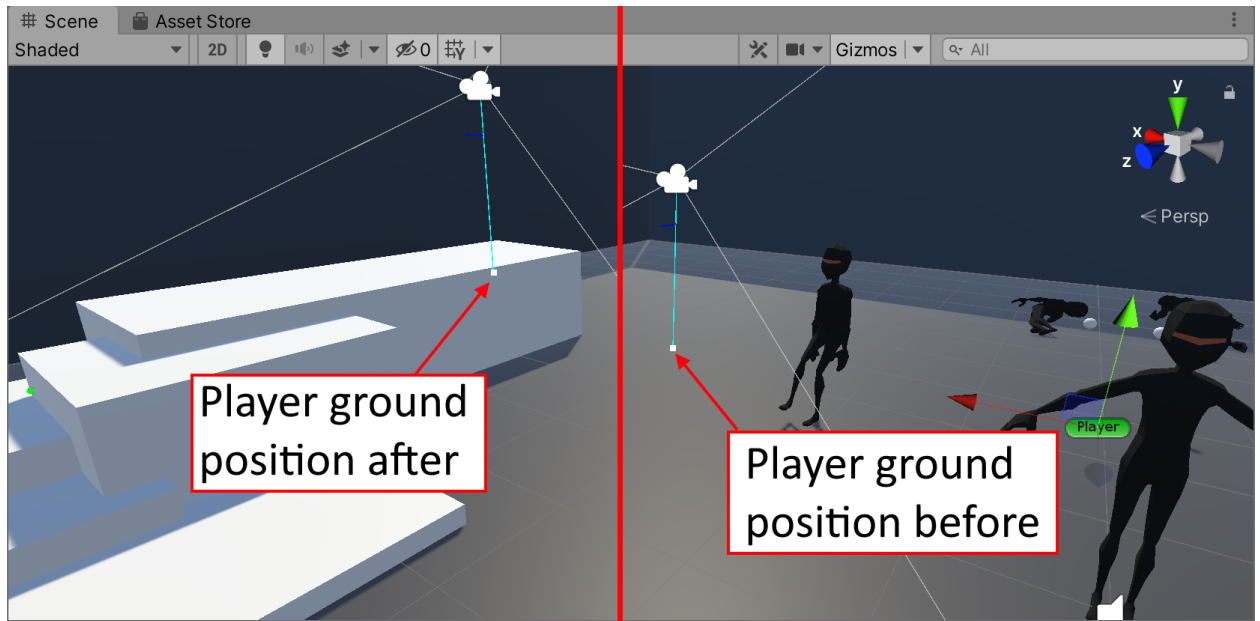 Scene
Asset Store
Shaded
2D
0
Gizmos
All
y
x
z
Persp
Player ground
position after
Player
Player ground
position before